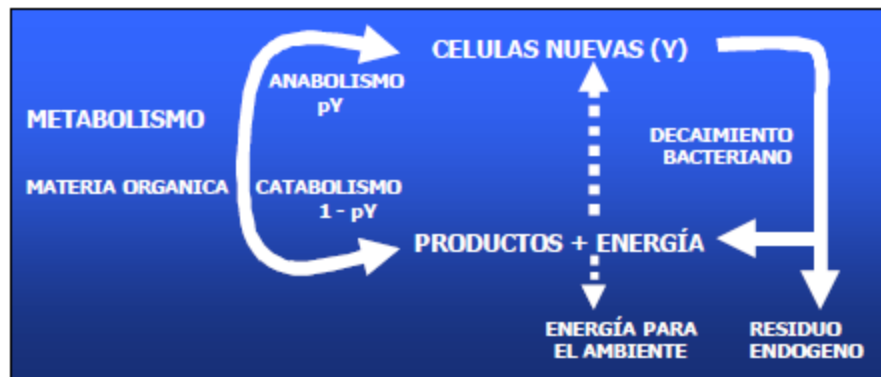 CELULAS NUEVAS (Y)
ANABOLISMO
pY
METABOLISMO
DECAIMIENTO
BACTERIANO
MATERIA ORGANICA
CATABOLISMO
1 - pY
PRODUCTOS + ENERGÍA
ENERGÍA PARA
EL AMBIENTE
RESIDUO
ENDOGENO